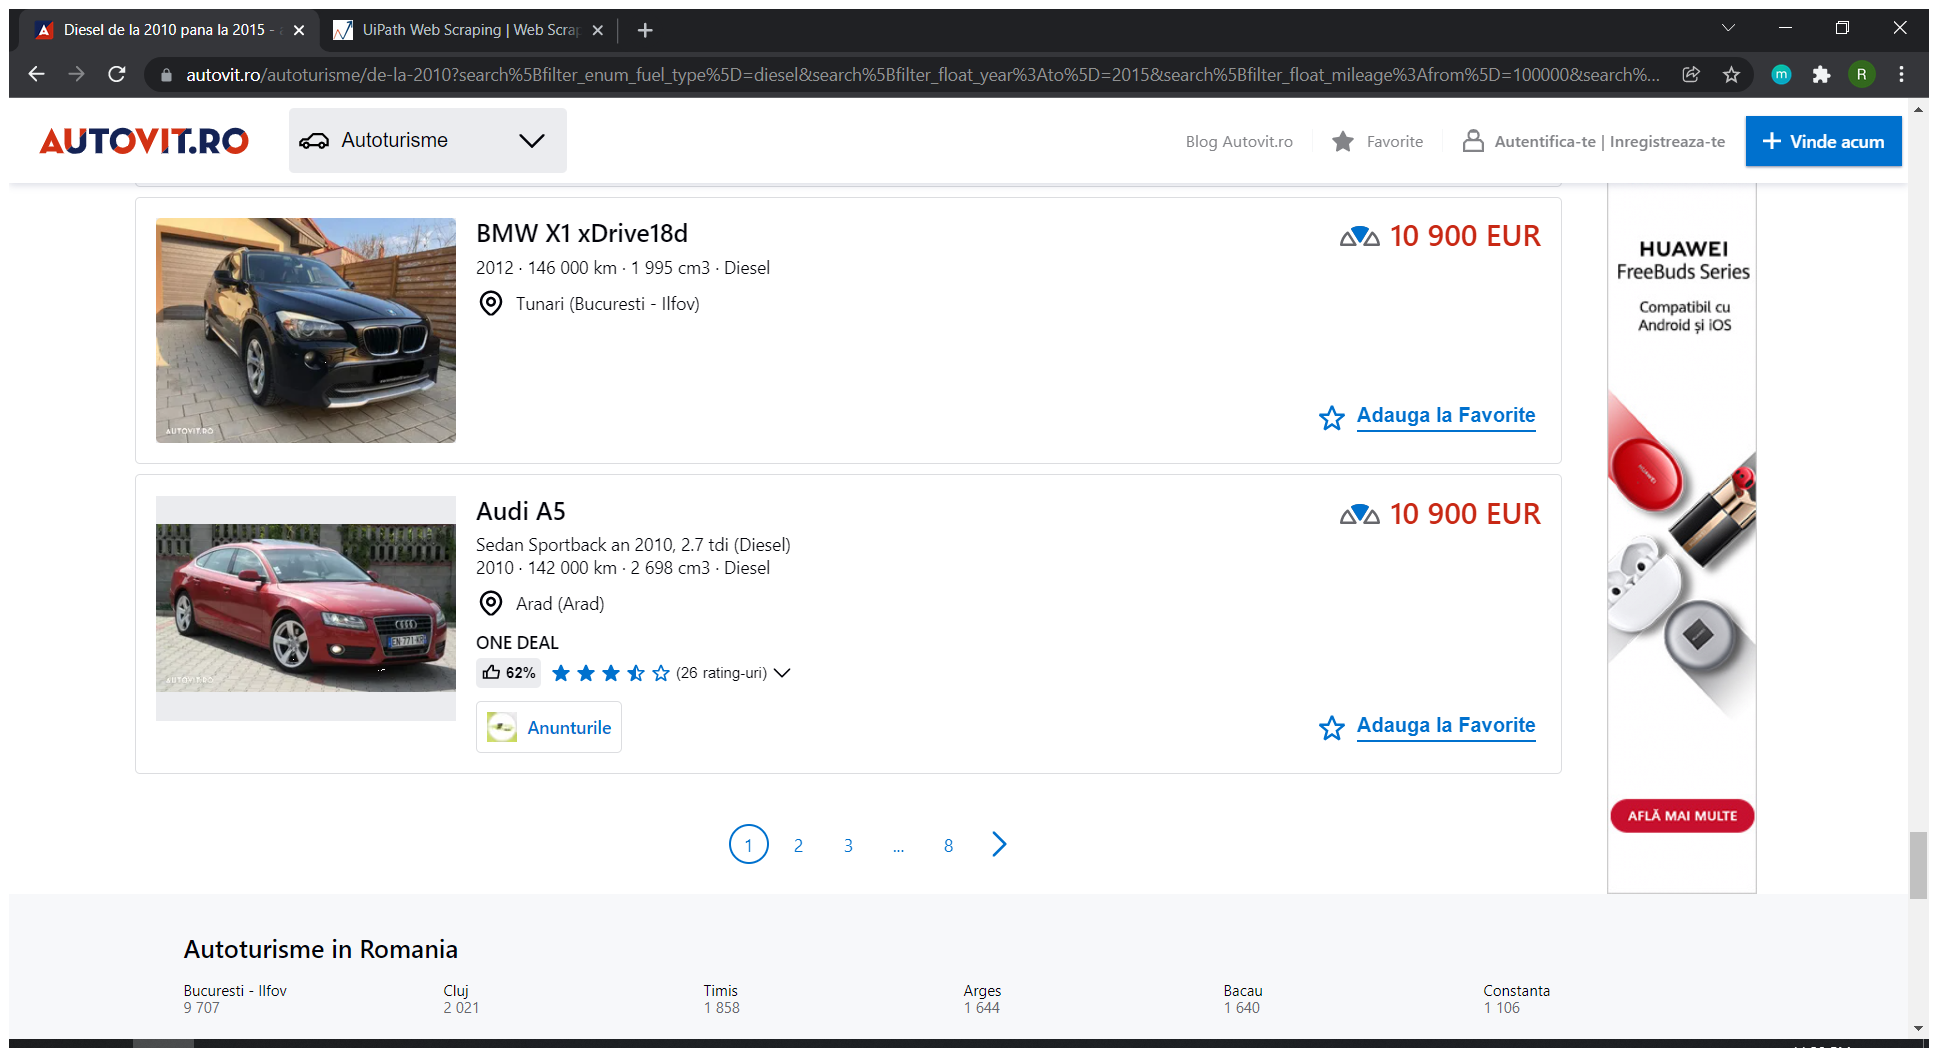 Diesel de la 2010 pana la 2015 -
UiPath Web Scraping | Web Scrap
autovit.ro/autoturisme/de-la-2010?search%5Bfilter_enum_fuel_type%5D=diesel&search%5Bfilter_float_year%3Ato%5D=2015&search%5Bfilter_float_mileage%3Afrom%5D=100000&search%...
m
R
AUTOVIT.RO
Autoturisme
Blog Autovit.ro
Favorite
Autentifica-te | Inregistreaza-te
+ Vinde acum
BMW X1 xDrive18d
10 900 EUR
2012 · 146 000 km · 1 995 cm3 · Diesel
Tunari (Bucuresti - Ilfov)
AUTOVIT.RO
Adauga la Favorite
Audi A5
10 900 EUR
Sedan Sportback an 2010, 2.7 tdi (Diesel)
2010 · 142 000 km · 2 698 cm3 · Diesel
Arad (Arad)
ONE DEAL
62%
(26 rating-uri)
AUTOVIT.RO
Anunturile
Adauga la Favorite
HUAWEI
FreeBuds Series
Compatibil cu
Android și iOS
HUAWEI
AFLĂ MAI MULTE
1 2 3 ... 8
Autoturisme in Romania
Bucuresti - Ilfov
9 707
Cluj
2 021
Timis
1 858
Arges
1 644
Bacau
1 640
Constanta
1 106